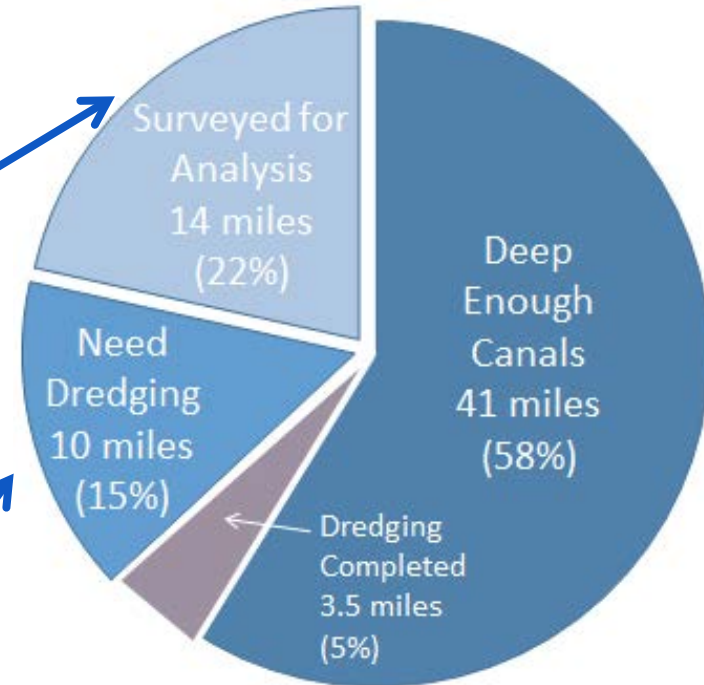 Surveyed for
Analysis
14 miles
(22%)
Deep
Enough
Canals
41 miles
(58%)
Need
Dredging
10 miles
(15%)
Dredging
Completed
3.5 miles
(5%)